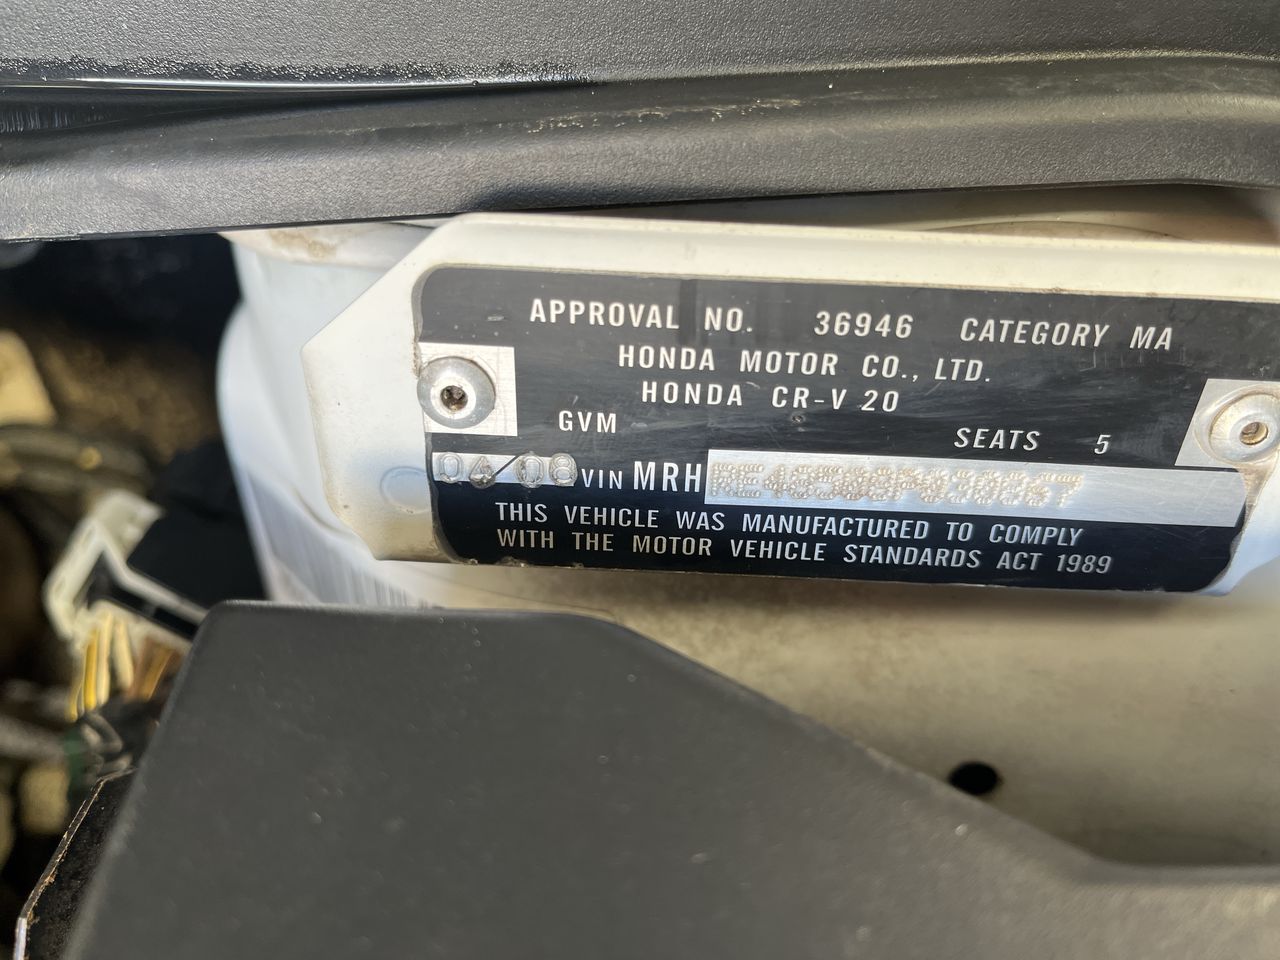 APPROVAL NO. 36946 CATEGORY MA
HONDA MOTOR CO., LTD.
HONDA CR-V 20
GVM
SEATS 5
04/08 VIN MRH
THIS VEHICLE WAS MANUFACTURED TO COMPLY
WITH THE MOTOR VEHICLE STANDARDS ACT 1989